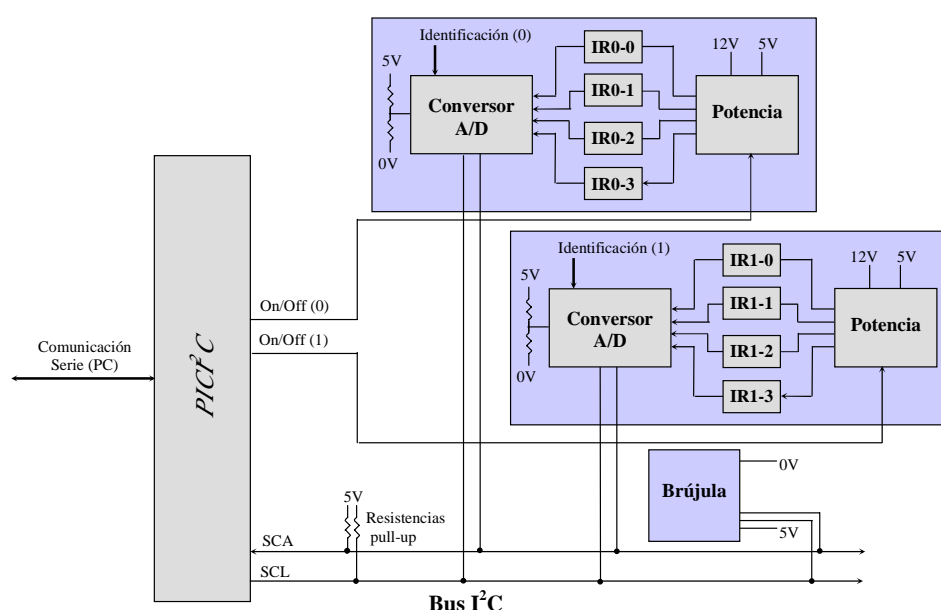 Identificación (0)
5V
Conversor
A/D
0V
IR0-0
IR0-1
IR0-2
IR0-3
12V
5V
Potencia
Identificación (1)
5V
Conversor
A/D
0V
IR1-0
IR1-1
IR1-2
IR1-3
12V
5V
Potencia
On/Off (0)
On/Off (1)
Comunicación
Serie (PC)
PICI²C
Brújula
0V
5V
5V
Resistencias
pull-up
SCA
SCL
Bus I²C